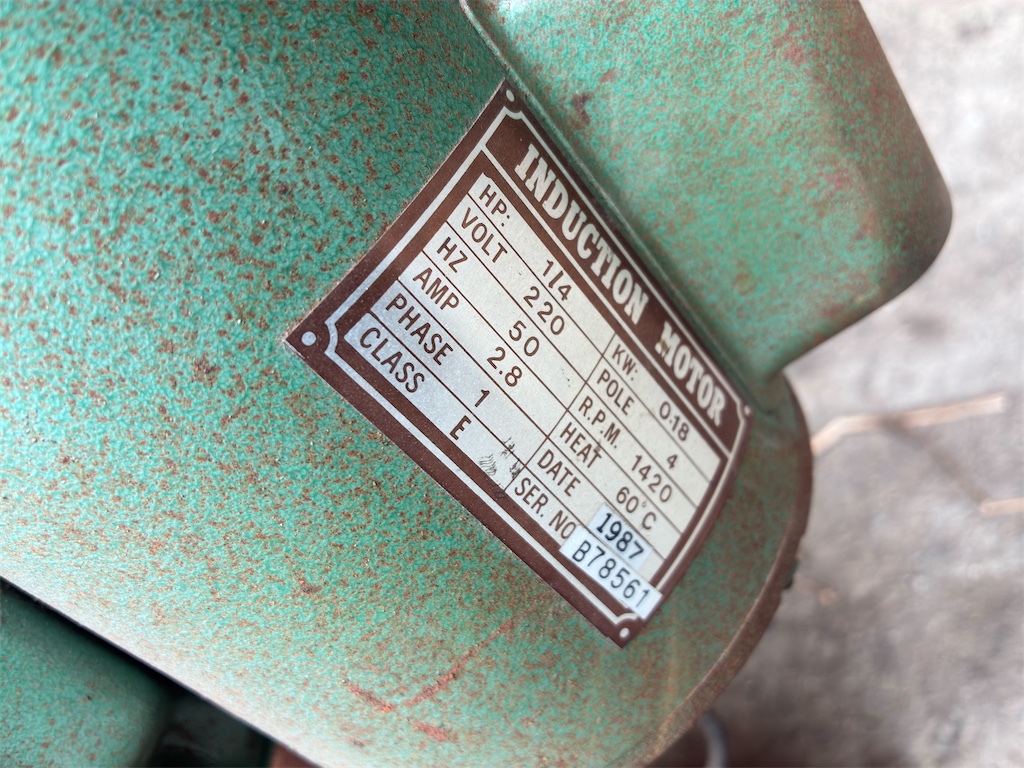 INDUCTION MOTOR
HP: 1/4 KW: 0.18
VOLT 220 POLE 4
HZ 50 R.P.M. 1420
AMP 2.8 HEAT 60°C
PHASE 1 DATE 1987
CLASS E SER. NO B78561